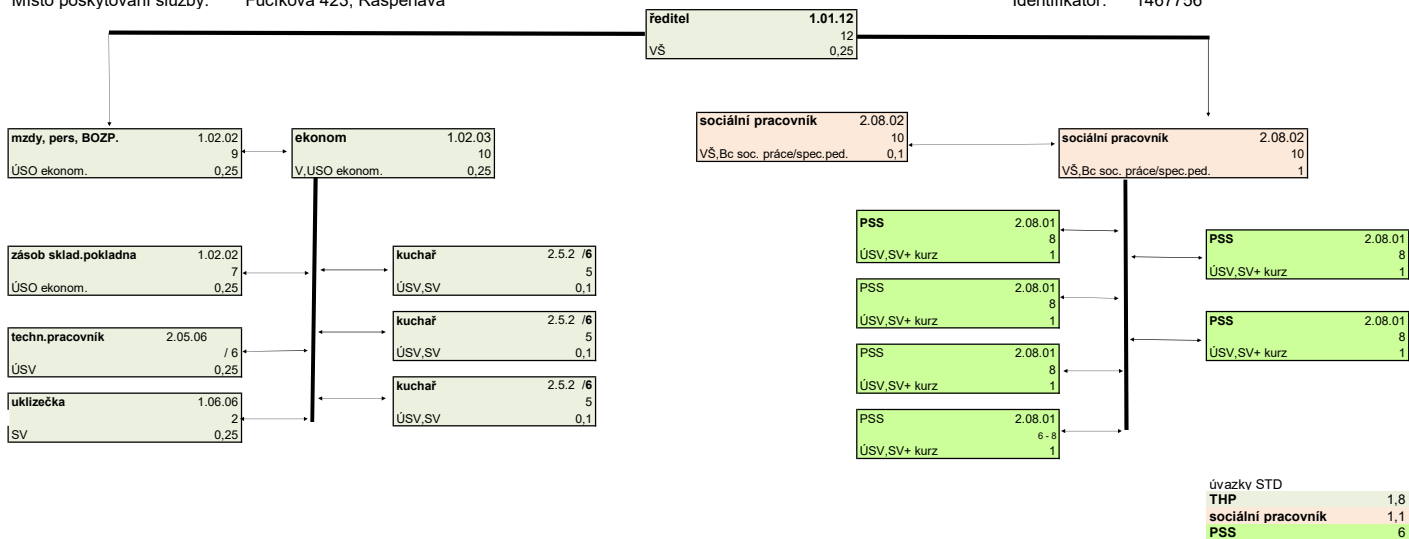 Místo poskytování služby: Fučíkova 423, Raspenava Identifikátor: 1467756
ředitel 1.01.12
12
VŠ 0,25
mzdy, pers, BOZP. 1.02.02
9
ÚSO ekonom. 0,25
ekonom 1.02.03
10
V,USO ekonom. 0,25
sociální pracovník 2.08.02
10
VŠ,Bc soc. práce/spec.ped. 0,1
sociální pracovník 2.08.02
10
VŠ,Bc soc. práce/spec.ped. 1
zásob sklad.pokladna 1.02.02
7
ÚSO ekonom. 0,25
techn.pracovník 2.05.06
/ 6
ÚSV 0,25
uklizečka 1.06.06
2
SV 0,25
kuchař 2.5.2 /6
5
ÚSV,SV 0,1
kuchař 2.5.2 /6
5
ÚSV,SV 0,1
kuchař 2.5.2 /6
5
ÚSV,SV 0,1
PSS 2.08.01
8
ÚSV,SV+ kurz 1
PSS 2.08.01
8
ÚSV,SV+ kurz 1
PSS 2.08.01
8
ÚSV,SV+ kurz 1
PSS 2.08.01
6 - 8
ÚSV,SV+ kurz 1
PSS 2.08.01
8
ÚSV,SV+ kurz 1
PSS 2.08.01
8
ÚSV,SV+ kurz 1
úvazky STD
THP 1,8
sociální pracovník 1,1
PSS 6